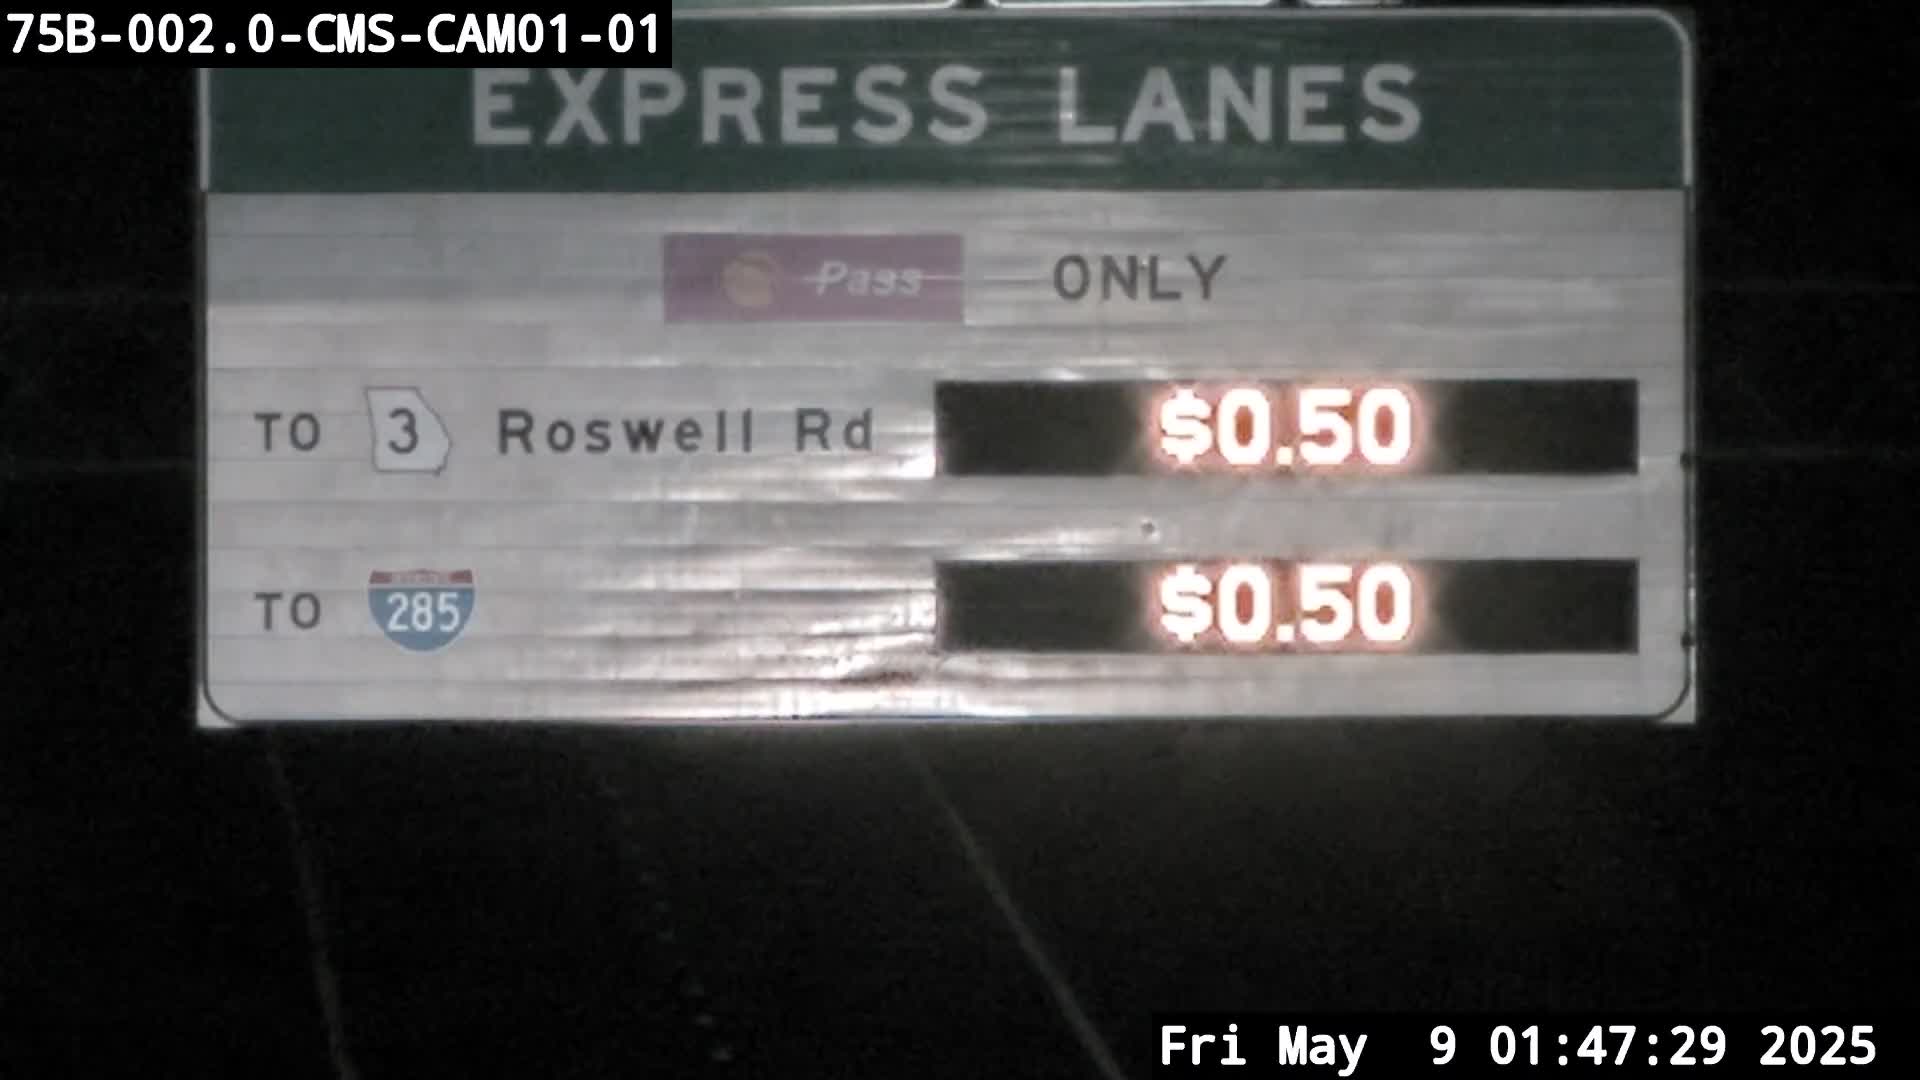 75B-002.0-CMS-CAM01-01
EXPRESS LANES
Pass ONLY
TO 3 Roswell Rd $0.50
TO 285 $0.50
Fri May 9 01:47:29 2025